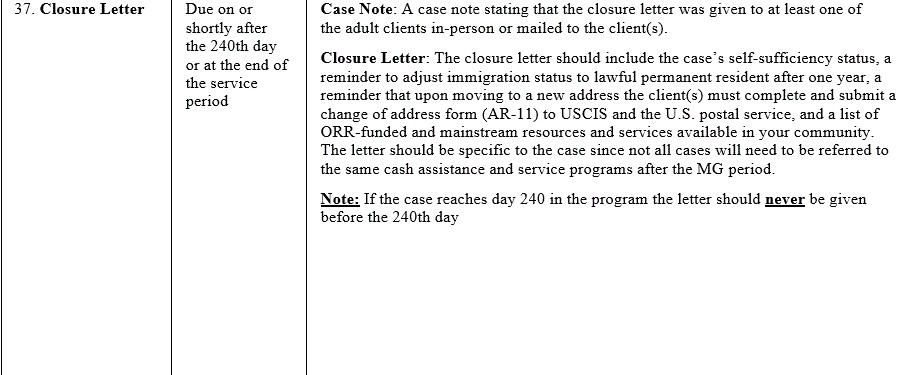 37. Closure Letter
Due on or
shortly after
the 240th day
or at the end of
the service
period
Case Note: A case note stating that the closure letter was given to at least one of
the adult clients in-person or mailed to the client(s).
Closure Letter: The closure letter should include the case's self-sufficiency status, a
reminder to adjust immigration status to lawful permanent resident after one year, a
reminder that upon moving to a new address the client(s) must complete and submit a
change of address form (AR-11) to USCIS and the U.S. postal service, and a list of
ORR-funded and mainstream resources and services available in your community.
The letter should be specific to the case since not all cases will need to be referred to
the same cash assistance and service programs after the MG period.
Note: If the case reaches day 240 in the program the letter should never be given
before the 240th day